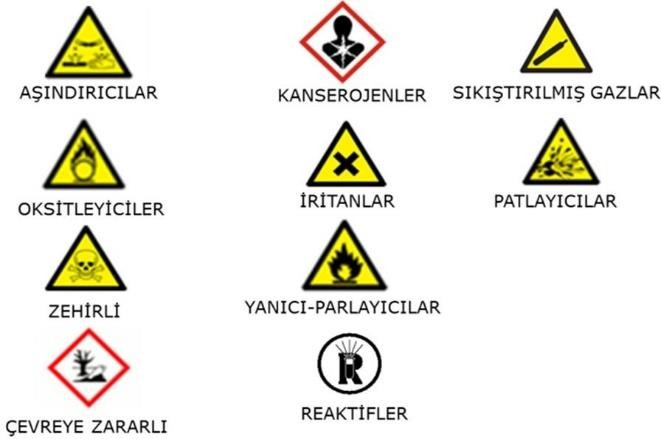 AŞINDIRICILAR
KANSEROJENLER
SIKIŞTIRILMIŞ GAZLAR
OKSİTLEYİCİLER
İRİTANLAR
PATLAYICILAR
ZEHİRLİ
YANICI-PARLAYICILAR
ÇEVREYE ZARARLI
R
REAKTİFLER